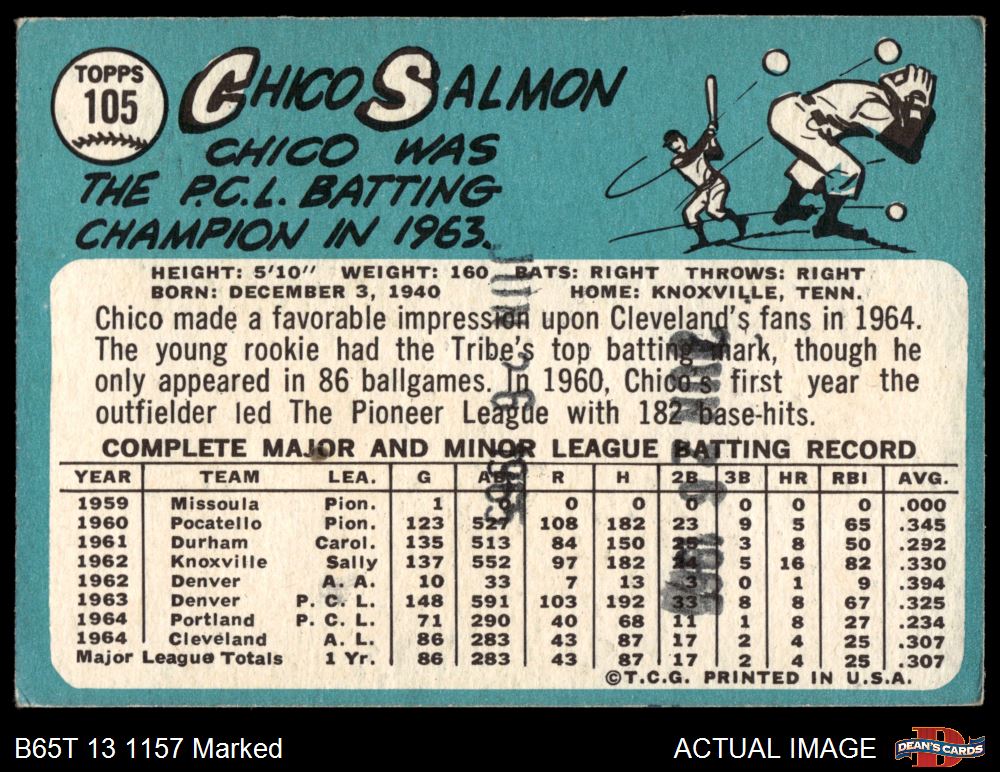 TOPPS
105
CHICO SALMON
CHICO WAS
THE P.C.L. BATTING
CHAMPION IN 1963.
HEIGHT: 5'10" WEIGHT: 160 BATS: RIGHT THROWS: RIGHT
BORN: DECEMBER 3, 1940 HOME: KNOXVILLE, TENN.
Chico made a favorable impression upon Cleveland's fans in 1964.
The young rookie had the Tribe's top batting mark, though he
only appeared in 86 ballgames. In 1960, Chico's first year the
outfielder led The Pioneer League with 182 base-hits.
COMPLETE MAJOR AND MINOR LEAGUE BATTING RECORD
YEAR TEAM LEA. G AB R H 2B 3B HR RBI AVG.
1959 Missoula Pion. 1 0 0 0 0 0 0 .000
1960 Pocatello Pion. 123 527 108 182 23 9 5 65 .345
1961 Durham Carol. 135 513 84 150 25 3 8 50 .292
1962 Knoxville Sally 137 552 97 182 24 5 16 82 .330
1962 Denver A. A. 10 33 7 13 3 0 1 9 .394
1963 Denver P. C. L. 148 591 103 192 33 8 8 67 .325
1964 Portland P. C. L. 71 290 40 68 11 1 8 27 .234
1964 Cleveland A. L. 86 283 43 87 17 2 4 25 .307
Major League Totals 1 Yr. 86 283 43 87 17 2 4 25 .307
©T.C.G. PRINTED IN U.S.A.
JUN 26
B65T 13 1157 Marked
ACTUAL IMAGE
DEAN'S CARDS